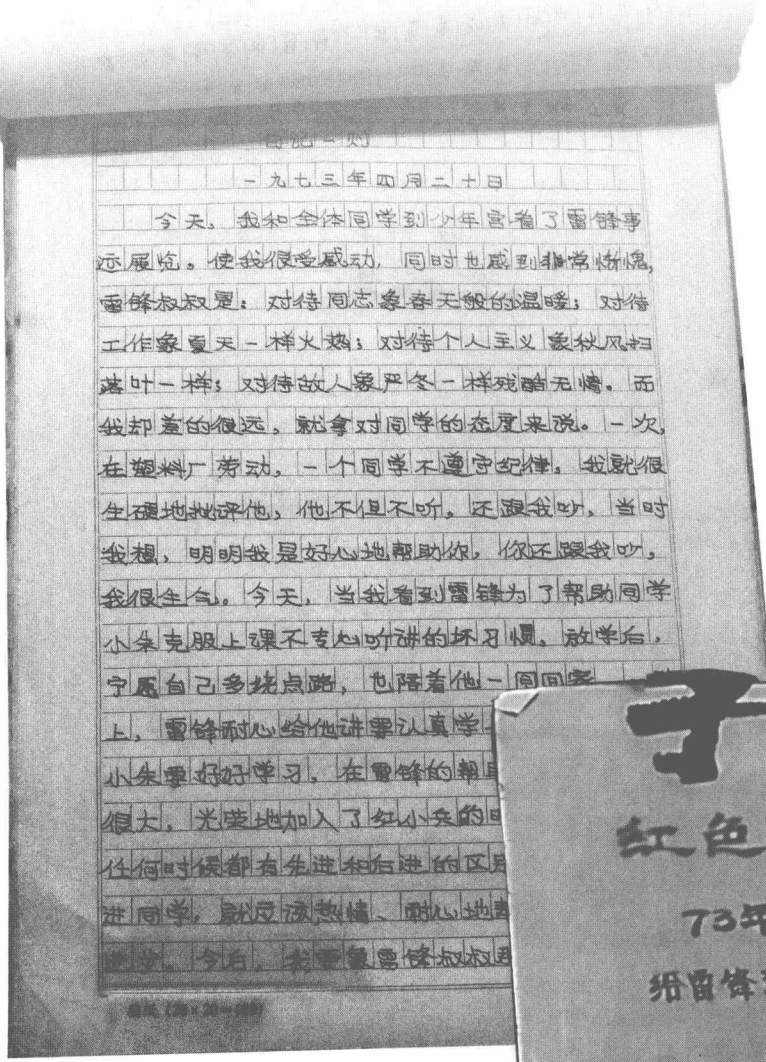 日记一则
一九七三年四月二十日
今天，我和全体同学到少年宫看了雷锋事
迹展览。使我很受感动，同时也感到非常惭愧，
雷锋叔叔是：对待同志象春天般的温暖；对待
工作象夏天一样火热；对待个人主义象秋风扫
落叶一样；对待敌人象严冬一样残酷无情。而
我却差的很远，就拿对同学的态度来说。一次，
在塑料厂劳动，一个同学不遵守纪律。我就很
生硬地批评他，他不但不听，还跟我吵，当时
我想，明明我是好心地帮助你，你还跟我吵。
我很生气。今天，当我看到雷锋为了帮助同学
小朱克服上课不专心听讲的坏习惯。放学后，
宁愿自己多绕点路，也陪着他一同回家
上，雷锋耐心给他讲要认真学
小朱要好好学习，在雷锋的帮
很大，光荣地加入了红小兵的
任何时候都有先进和后进的区
进同学，就应该热情、耐心地
进步。今后，我要象雷锋叔叔
红色
73年
给雷锋